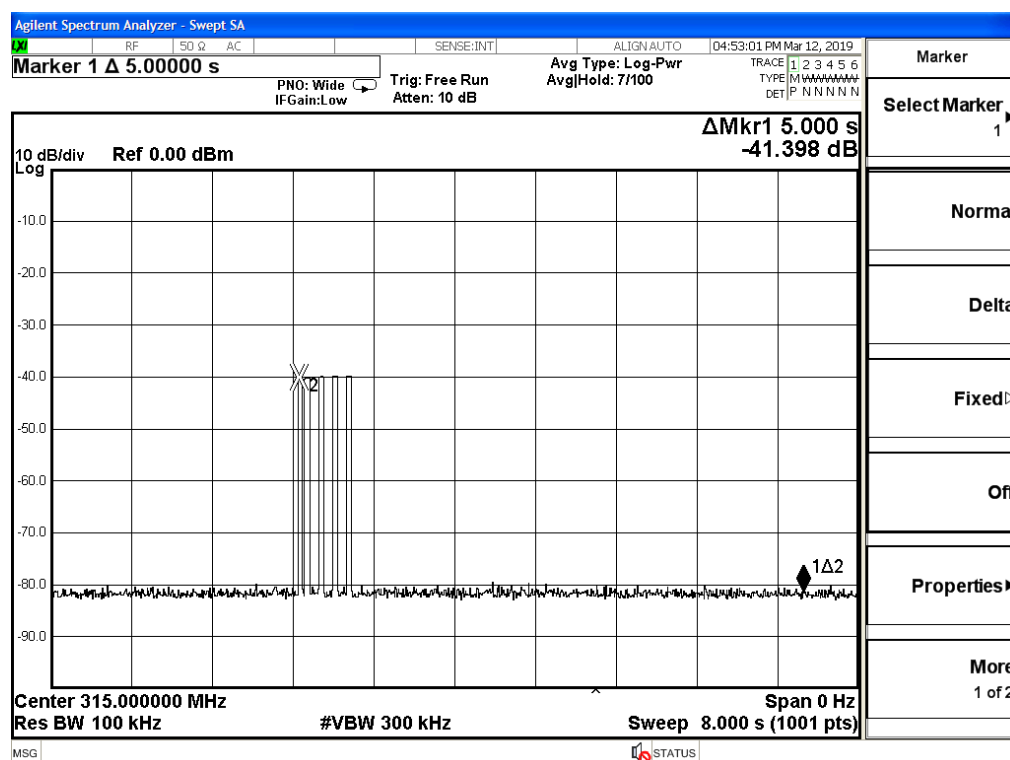 Agilent Spectrum Analyzer - Swept SA
LXI RF 50 Ω AC SENSE:INT ALIGN AUTO 04:53:01 PM Mar 12, 2019
Marker 1 Δ 5.00000 s
PNO: Wide
IFGain:Low
Trig: Free Run
Atten: 10 dB
Avg Type: Log-Pwr
Avg|Hold: 7/100
TRACE 1 2 3 4 5 6
TYPE M
DET P N N N N N
ΔMkr1 5.000 s
-41.398 dB
10 dB/div Ref 0.00 dBm
Log
-10.0
-20.0
-30.0
-40.0
-50.0
-60.0
-70.0
-80.0
-90.0
2
1Δ2
Center 315.000000 MHz Span 0 Hz
Res BW 100 kHz #VBW 300 kHz Sweep 8.000 s (1001 pts)
MSG STATUS
Marker
Select Marker
1
Norma
Delta
Fixed
Off
Properties
More
1 of 2